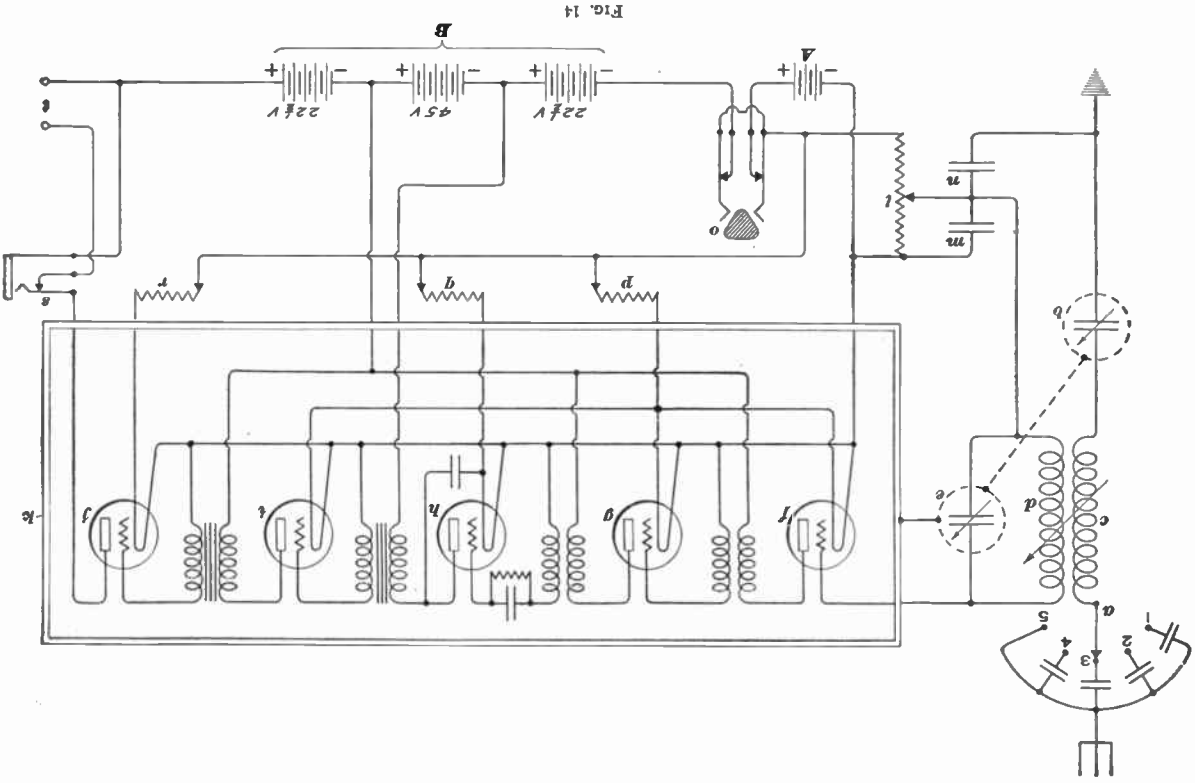 3
2 4
1 5
a
c d e f g h i j k
b
p q r s
m
o
l
n
t
22½ V 45 V 22½ V
− + − + − + − +
A
B
FIG. 14